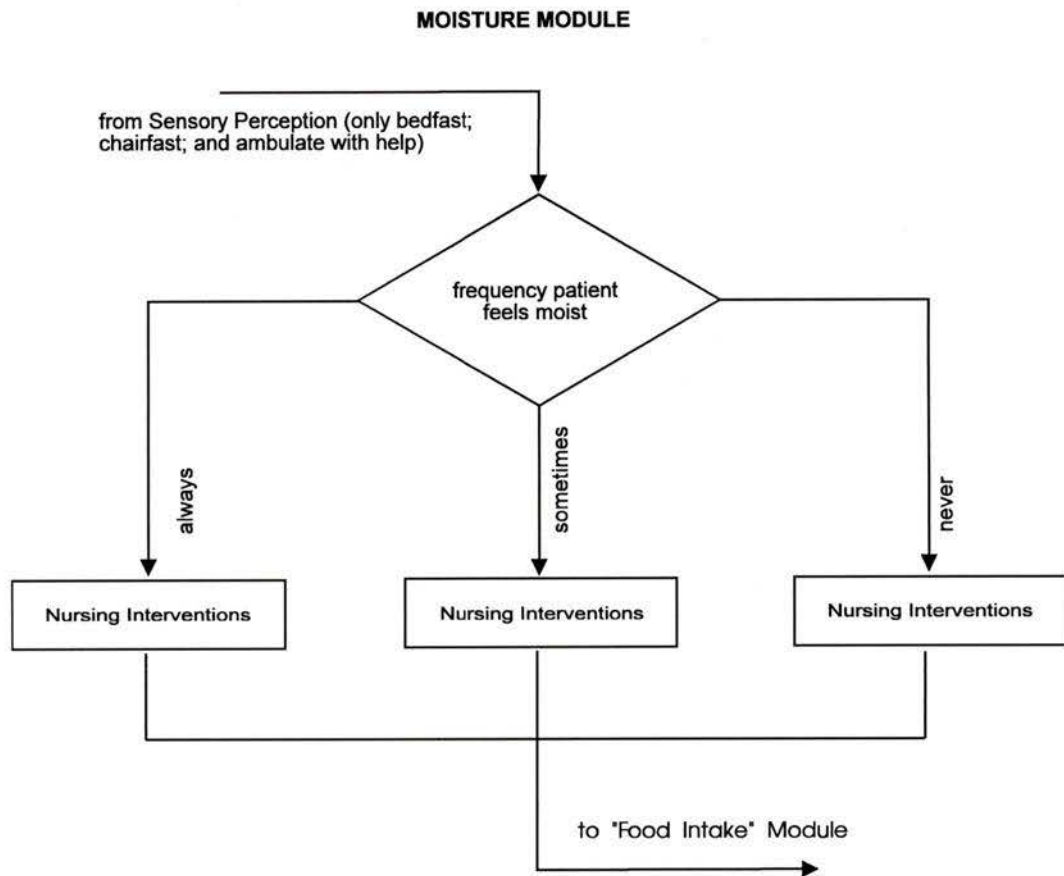 MOISTURE MODULE
from Sensory Perception (only bedfast;
chairfast; and ambulate with help)
frequency patient
feels moist
always
sometimes
never
Nursing Interventions
Nursing Interventions
Nursing Interventions
to "Food Intake" Module